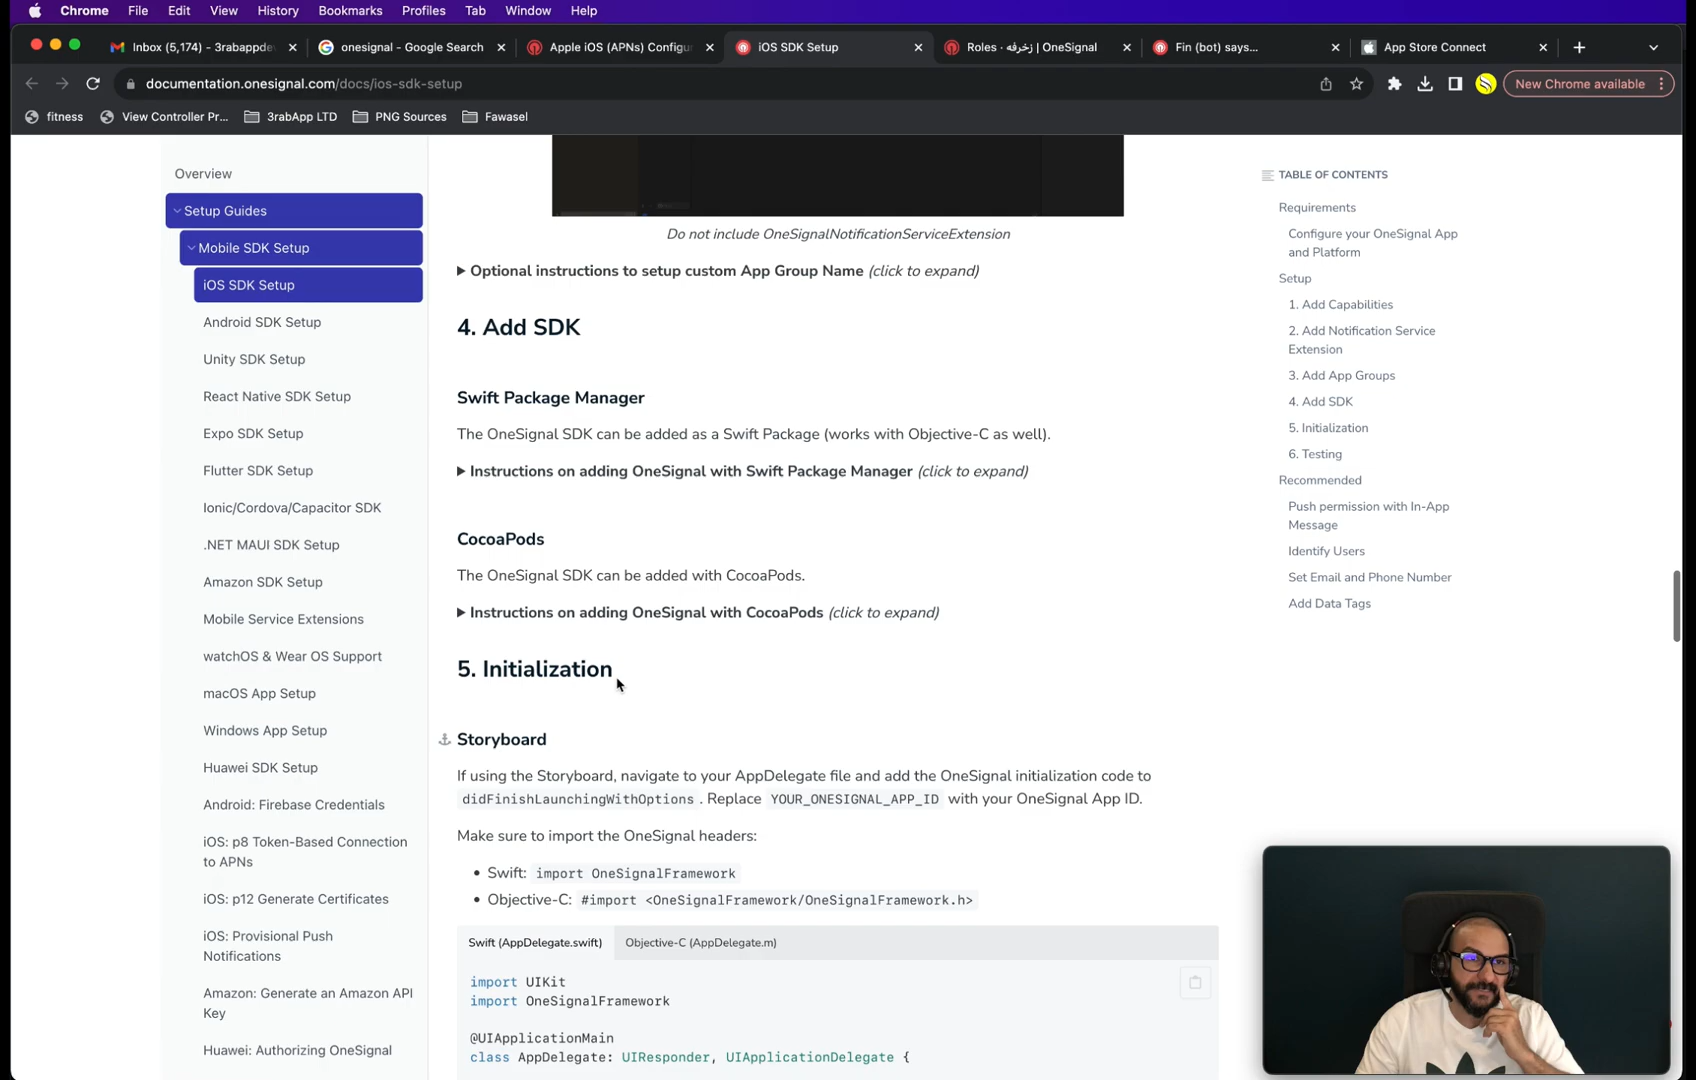 Chrome File Edit View History Bookmarks Profiles Tab Window Help
Inbox (5,174) - 3rabappde
onesignal - Google Search
Apple iOS (APNs) Configur
iOS SDK Setup
Roles · زخرفه | OneSignal
Fin (bot) says...
App Store Connect
documentation.onesignal.com/docs/ios-sdk-setup
New Chrome available
fitness
View Controller Pr...
3rabApp LTD
PNG Sources
Fawasel
Overview
Setup Guides
Mobile SDK Setup
iOS SDK Setup
Android SDK Setup
Unity SDK Setup
React Native SDK Setup
Expo SDK Setup
Flutter SDK Setup
Ionic/Cordova/Capacitor SDK
.NET MAUI SDK Setup
Amazon SDK Setup
Mobile Service Extensions
watchOS & Wear OS Support
macOS App Setup
Windows App Setup
Huawei SDK Setup
Android: Firebase Credentials
iOS: p8 Token-Based Connection
to APNs
iOS: p12 Generate Certificates
iOS: Provisional Push
Notifications
Amazon: Generate an Amazon API
Key
Huawei: Authorizing OneSignal
Do not include OneSignalNotificationServiceExtension
Optional instructions to setup custom App Group Name (click to expand)
4. Add SDK
Swift Package Manager
The OneSignal SDK can be added as a Swift Package (works with Objective-C as well).
Instructions on adding OneSignal with Swift Package Manager (click to expand)
CocoaPods
The OneSignal SDK can be added with CocoaPods.
Instructions on adding OneSignal with CocoaPods (click to expand)
5. Initialization
Storyboard
If using the Storyboard, navigate to your AppDelegate file and add the OneSignal initialization code to
didFinishLaunchingWithOptions . Replace YOUR_ONESIGNAL_APP_ID with your OneSignal App ID.
Make sure to import the OneSignal headers:
• Swift: import OneSignalFramework
• Objective-C: #import <OneSignalFramework/OneSignalFramework.h>
Swift (AppDelegate.swift) Objective-C (AppDelegate.m)
import UIKit
import OneSignalFramework
@UIApplicationMain
class AppDelegate: UIResponder, UIApplicationDelegate {
TABLE OF CONTENTS
Requirements
Configure your OneSignal App
and Platform
Setup
1. Add Capabilities
2. Add Notification Service
Extension
3. Add App Groups
4. Add SDK
5. Initialization
6. Testing
Recommended
Push permission with In-App
Message
Identify Users
Set Email and Phone Number
Add Data Tags